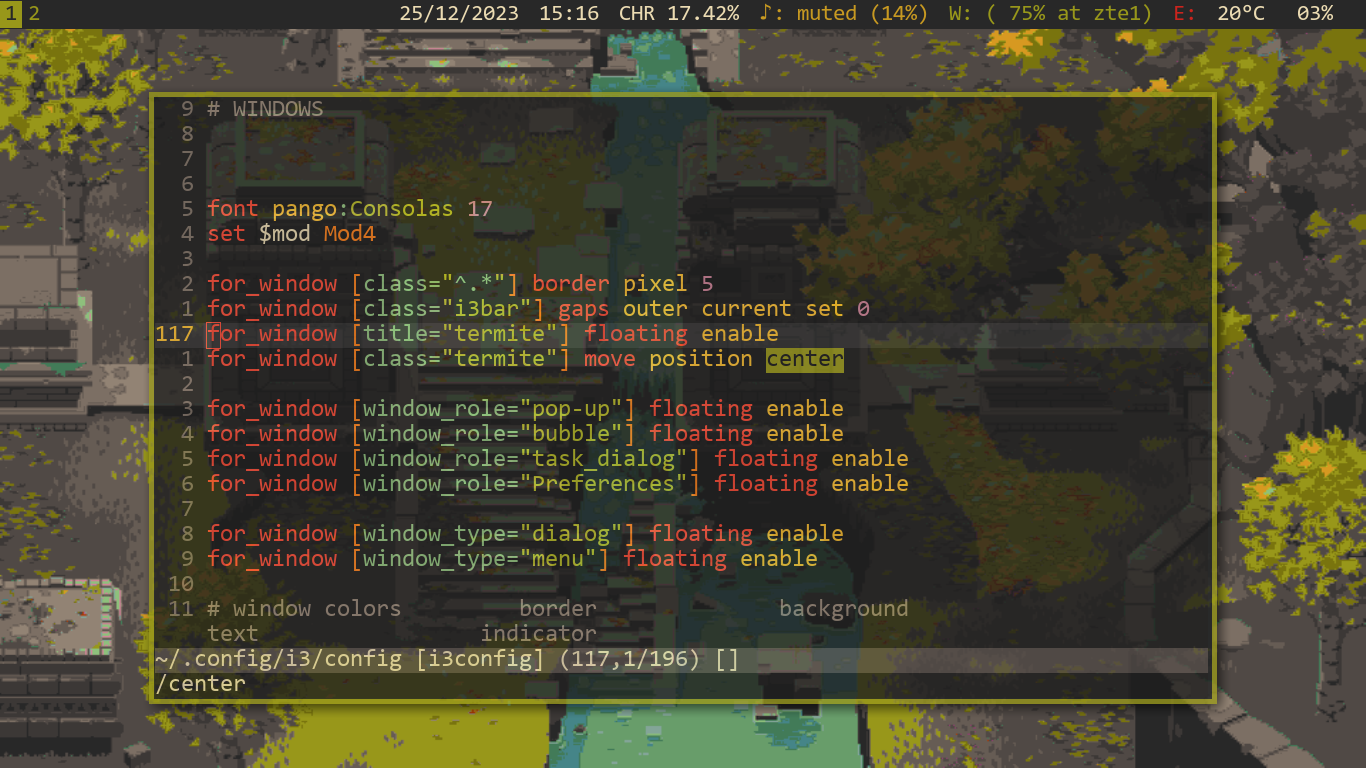 1 2 25/12/2023 15:16 CHR 17.42% ♪: muted (14%) W: ( 75% at zte1) E: 20ºC 03%
9 # WINDOWS
8
7
6
5 font pango:Consolas 17
4 set $mod Mod4
3
2 for_window [class="^.*"] border pixel 5
1 for_window [class="i3bar"] gaps outer current set 0
117 for_window [title="termite"] floating enable
1 for_window [class="termite"] move position center
2
3 for_window [window_role="pop-up"] floating enable
4 for_window [window_role="bubble"] floating enable
5 for_window [window_role="task_dialog"] floating enable
6 for_window [window_role="Preferences"] floating enable
7
8 for_window [window_type="dialog"] floating enable
9 for_window [window_type="menu"] floating enable
10
11 # window colors border background
text indicator
~/.config/i3/config [i3config] (117,1/196) []
/center